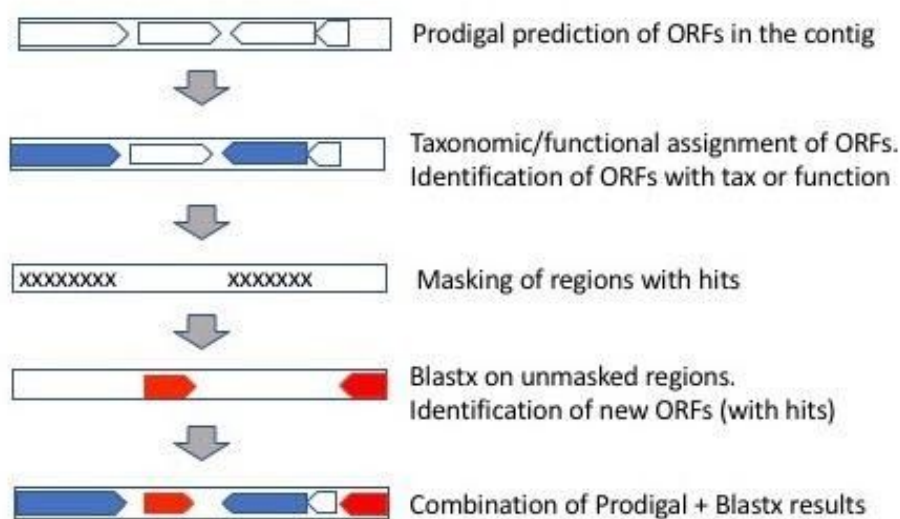 Prodigal prediction of ORFs in the contig
Taxonomic/functional assignment of ORFs.
Identification of ORFs with tax or function
XXXXXXXX XXXXXXX
Masking of regions with hits
Blastx on unmasked regions.
Identification of new ORFs (with hits)
Combination of Prodigal + Blastx results